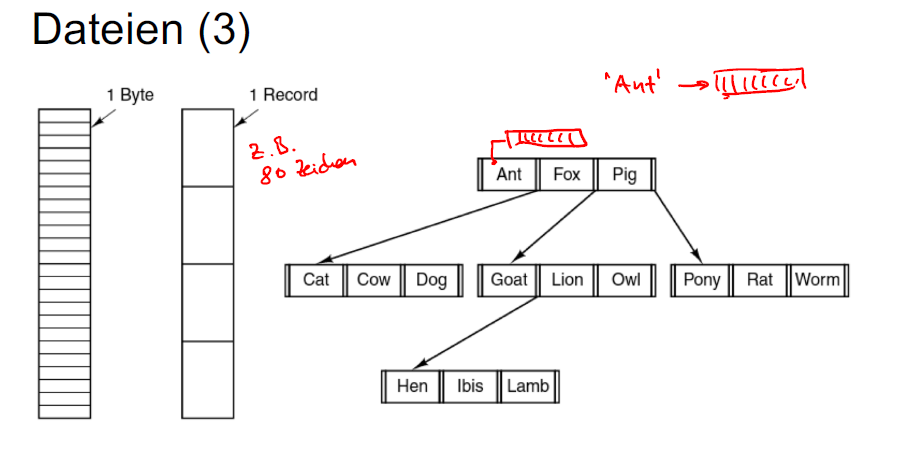 Dateien (3)
1 Byte
1 Record
'Ant'
z.B.
80 Zeichen
Ant Fox Pig
Cat Cow Dog
Goat Lion Owl
Pony Rat Worm
Hen Ibis Lamb